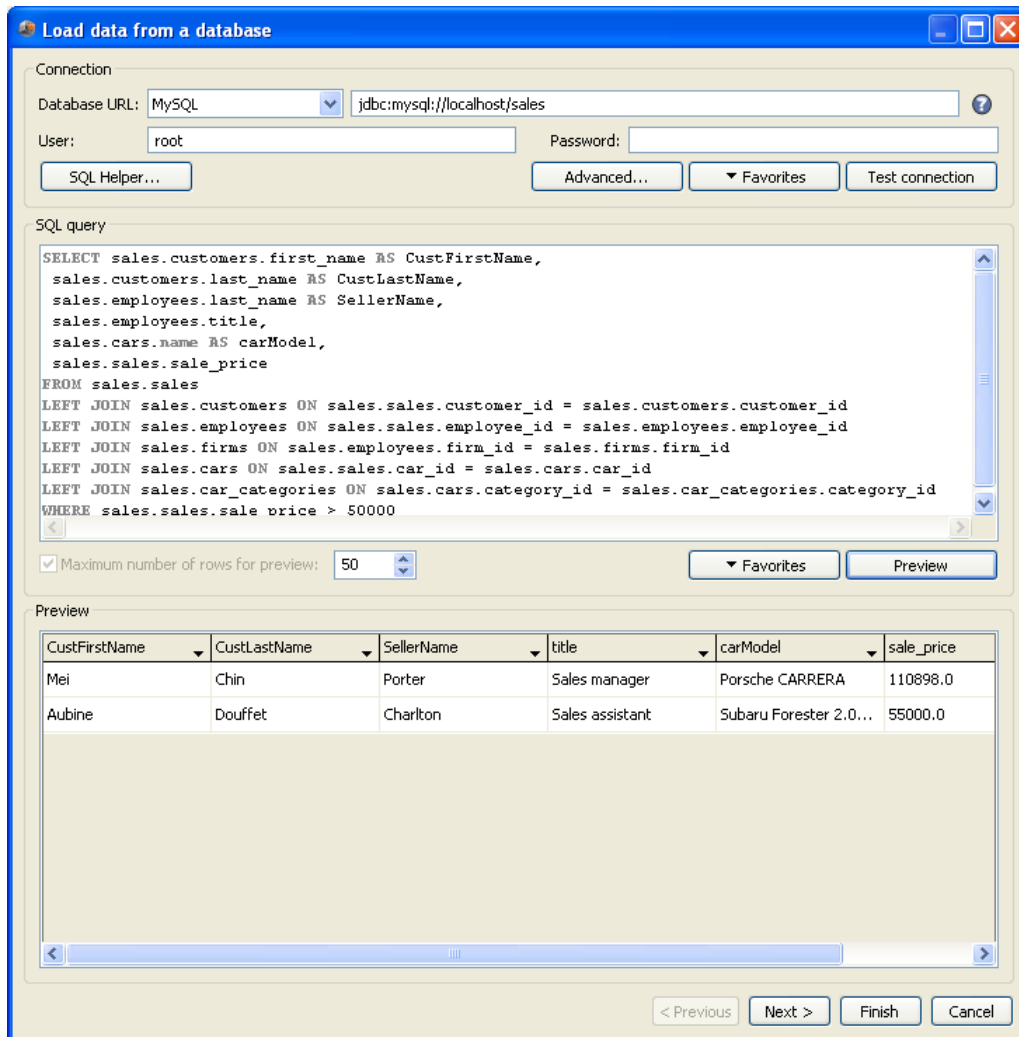 Load data from a database
Connection
Database URL: MySQL jdbc:mysql://localhost/sales ?
User: root Password:
SQL Helper... Advanced... Favorites Test connection
SQL query
SELECT sales.customers.first_name AS CustFirstName,
sales.customers.last_name AS CustLastName,
sales.employees.last_name AS SellerName,
sales.employees.title,
sales.cars.name AS carModel,
sales.sales.sale_price
FROM sales.sales
LEFT JOIN sales.customers ON sales.sales.customer_id = sales.customers.customer_id
LEFT JOIN sales.employees ON sales.sales.employee_id = sales.employees.employee_id
LEFT JOIN sales.firms ON sales.employees.firm_id = sales.firms.firm_id
LEFT JOIN sales.cars ON sales.sales.car_id = sales.cars.car_id
LEFT JOIN sales.car_categories ON sales.cars.category_id = sales.car_categories.category_id
WHERE sales.sales.sale_price > 50000
Maximum number of rows for preview: 50 Favorites Preview
Preview
CustFirstName CustLastName SellerName title carModel sale_price
Mei Chin Porter Sales manager Porsche CARRERA 110898.0
Aubine Douffet Charlton Sales assistant Subaru Forester 2.0... 55000.0
< Previous Next > Finish Cancel